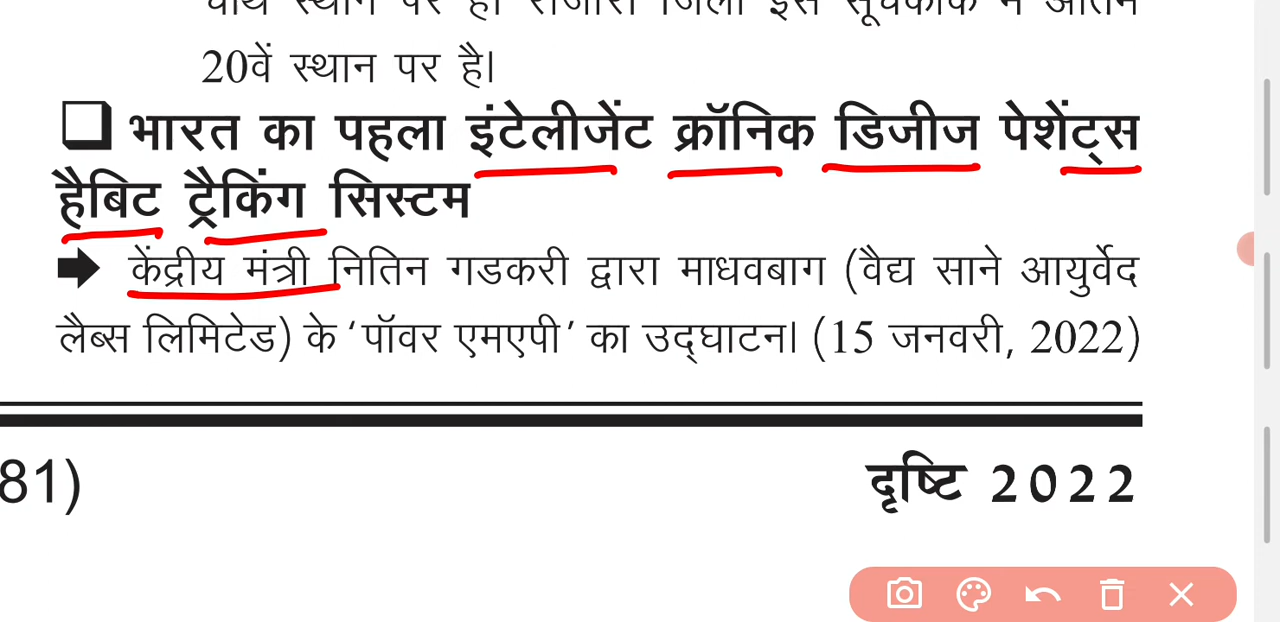 20वें स्थान पर है।
भारत का पहला इंटेलीजेंट क्रॉनिक डिजीज पेशेंट्स
हैबिट ट्रैकिंग सिस्टम
केंद्रीय मंत्री नितिन गडकरी द्वारा माधवबाग (वैद्य साने आयुर्वेद
लैब्स लिमिटेड) के ‘पॉवर एमएपी’ का उद्घाटन। (15 जनवरी, 2022)
81)
दृष्टि 2022